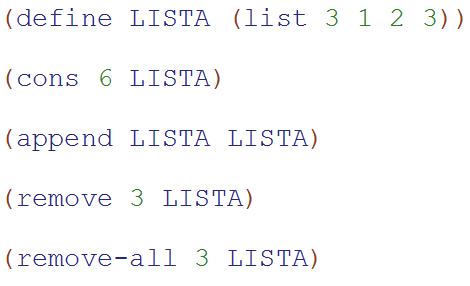 (define LISTA (list 3 1 2 3))
(cons 6 LISTA)
(append LISTA LISTA)
(remove 3 LISTA)
(remove-all 3 LISTA)